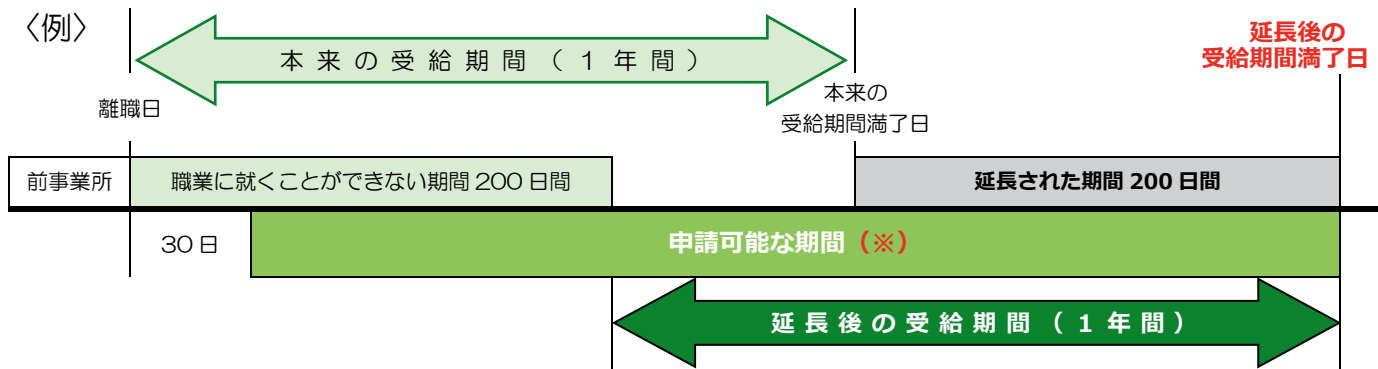 〈例〉
本来の受給期間（1年間）
延長後の
受給期間満了日
離職日
本来の
受給期間満了日
前事業所
職業に就くことができない期間 200 日間
延長された期間 200 日間
30 日
申請可能な期間（※）
延長後の受給期間（1年間）